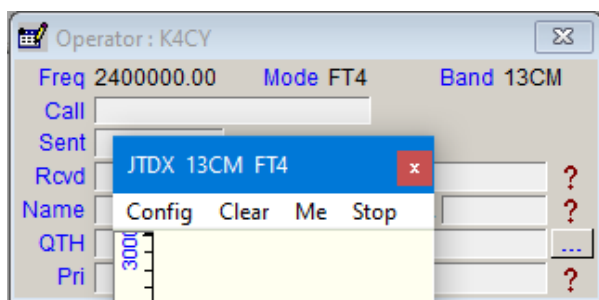 Operator : K4CY
Freq 2400000.00 Mode FT4 Band 13CM
Call
Sent
JTDX 13CM FT4 x
Rcvd ?
Name ?
Config Clear Me Stop
QTH ...
3000
Pri ?